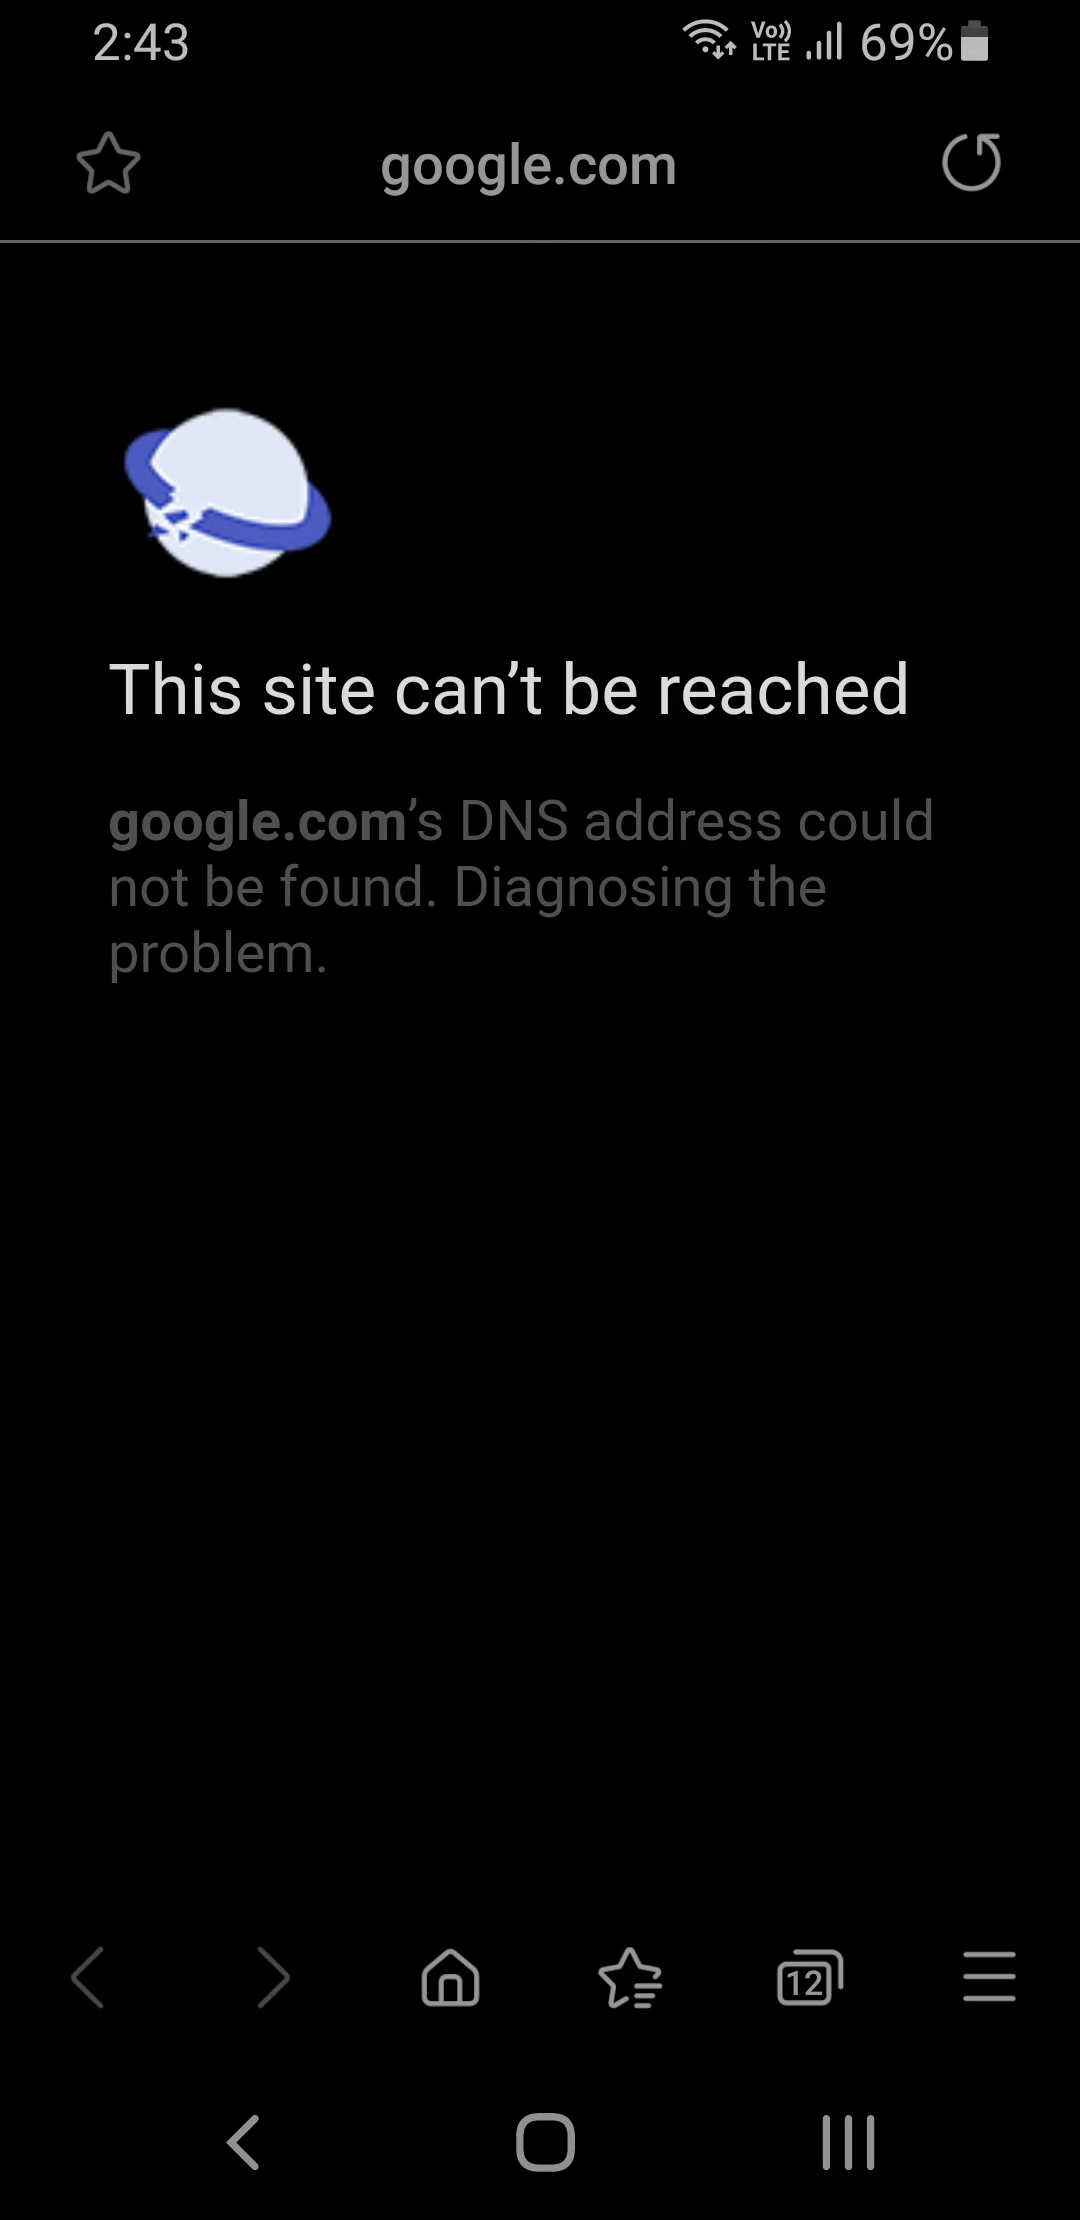 2:43 Vo)) LTE 69%
google.com
This site can’t be reached
google.com’s DNS address could
not be found. Diagnosing the
problem.
12